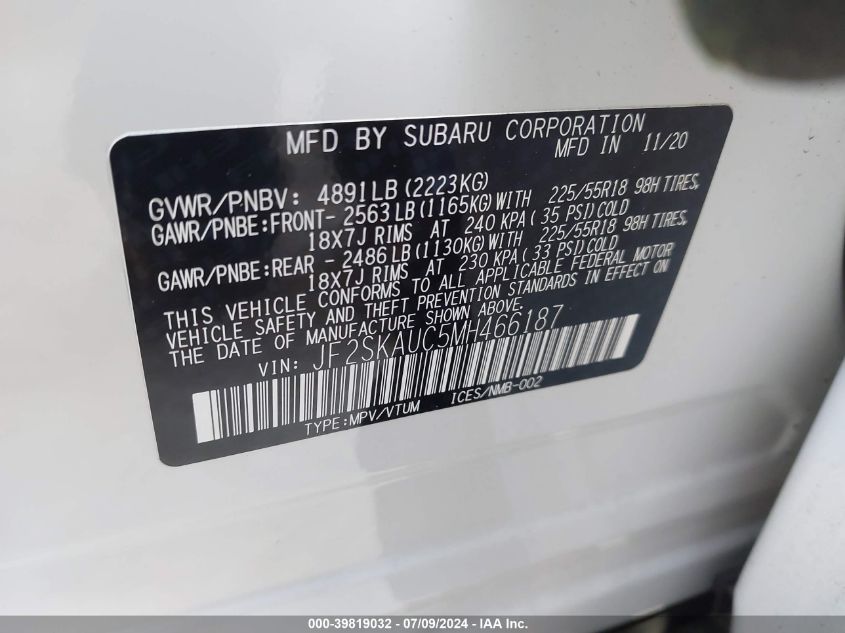 MFD BY SUBARU CORPORATION
MFD IN 11/20
GVWR/PNBV: 4891LB (2223KG)
GAWR/PNBE:FRONT- 2563LB (1165KG)WITH 225/55R18 98H TIRES,
18X7J RIMS AT 240 KPA ( 35 PSI)COLD
GAWR/PNBE:REAR - 2486LB (1130KG)WITH 225/55R18 98H TIRES,
18X7J RIMS AT 230 KPA ( 33 PSI)COLD
THIS VEHICLE CONFORMS TO ALL APPLICABLE FEDERAL MOTOR
VEHICLE SAFETY AND THEFT PREVENTION STANDARDS IN EFFECT ON
THE DATE OF MANUFACTURE SHOWN ABOVE.
VIN: JF2SKAUC5MH466187
TYPE:MPV/VTUM ICES/NMB-002
000-39819032 - 07/09/2024 - IAA Inc.